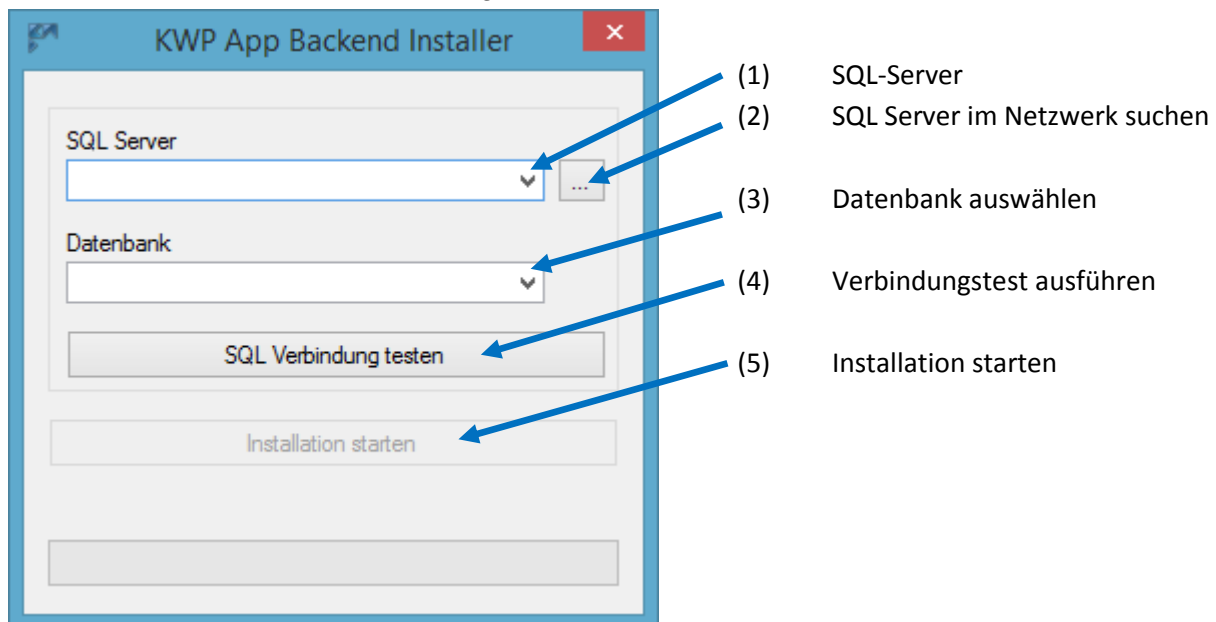 KWP App Backend Installer
SQL Server
...
Datenbank
SQL Verbindung testen
Installation starten
(1) SQL-Server
(2) SQL Server im Netzwerk suchen
(3) Datenbank auswählen
(4) Verbindungstest ausführen
(5) Installation starten